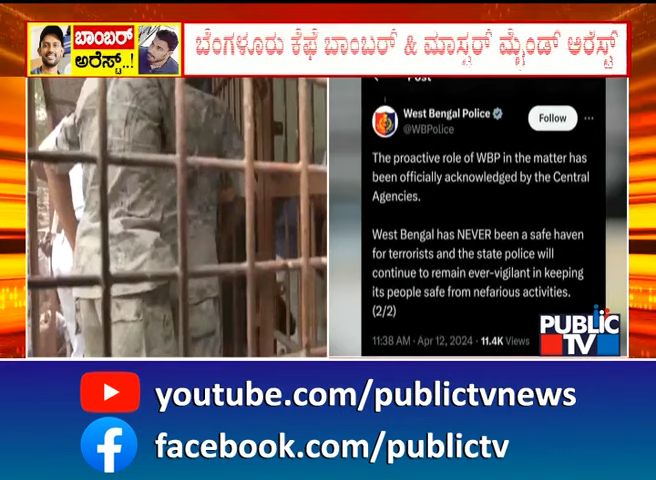 ಬಾಂಬರ್
ಅರೆಸ್ಟ್..!
ಬೆಂಗಳೂರು ಕೆಫೆ ಬಾಂಬರ್ & ಮಾಸ್ಟರ್ ಮೈಂಡ್ ಅರೆಸ್ಟ್
Post
West Bengal Police
@WBPolice
Follow
The proactive role of WBP in the matter has
been officially acknowledged by the Central
Agencies.
West Bengal has NEVER been a safe haven
for terrorists and the state police will
continue to remain ever-vigilant in keeping
its people safe from nefarious activities.
(2/2)
11:38 AM · Apr 12, 2024 · 11.4K Views
PUBLIC
TV
youtube.com/publictvnews
facebook.com/publictv